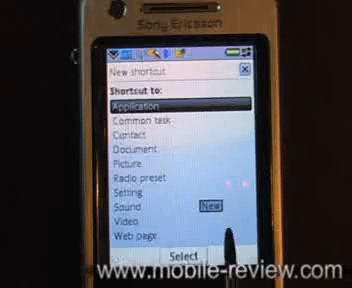 Sony Ericsson
New shortcut
Shortcut to:
Application
Common task
Contact
Document
Picture
Radio preset
Setting
Sound
New
Video
Web page
Select
www.mobile-review.com